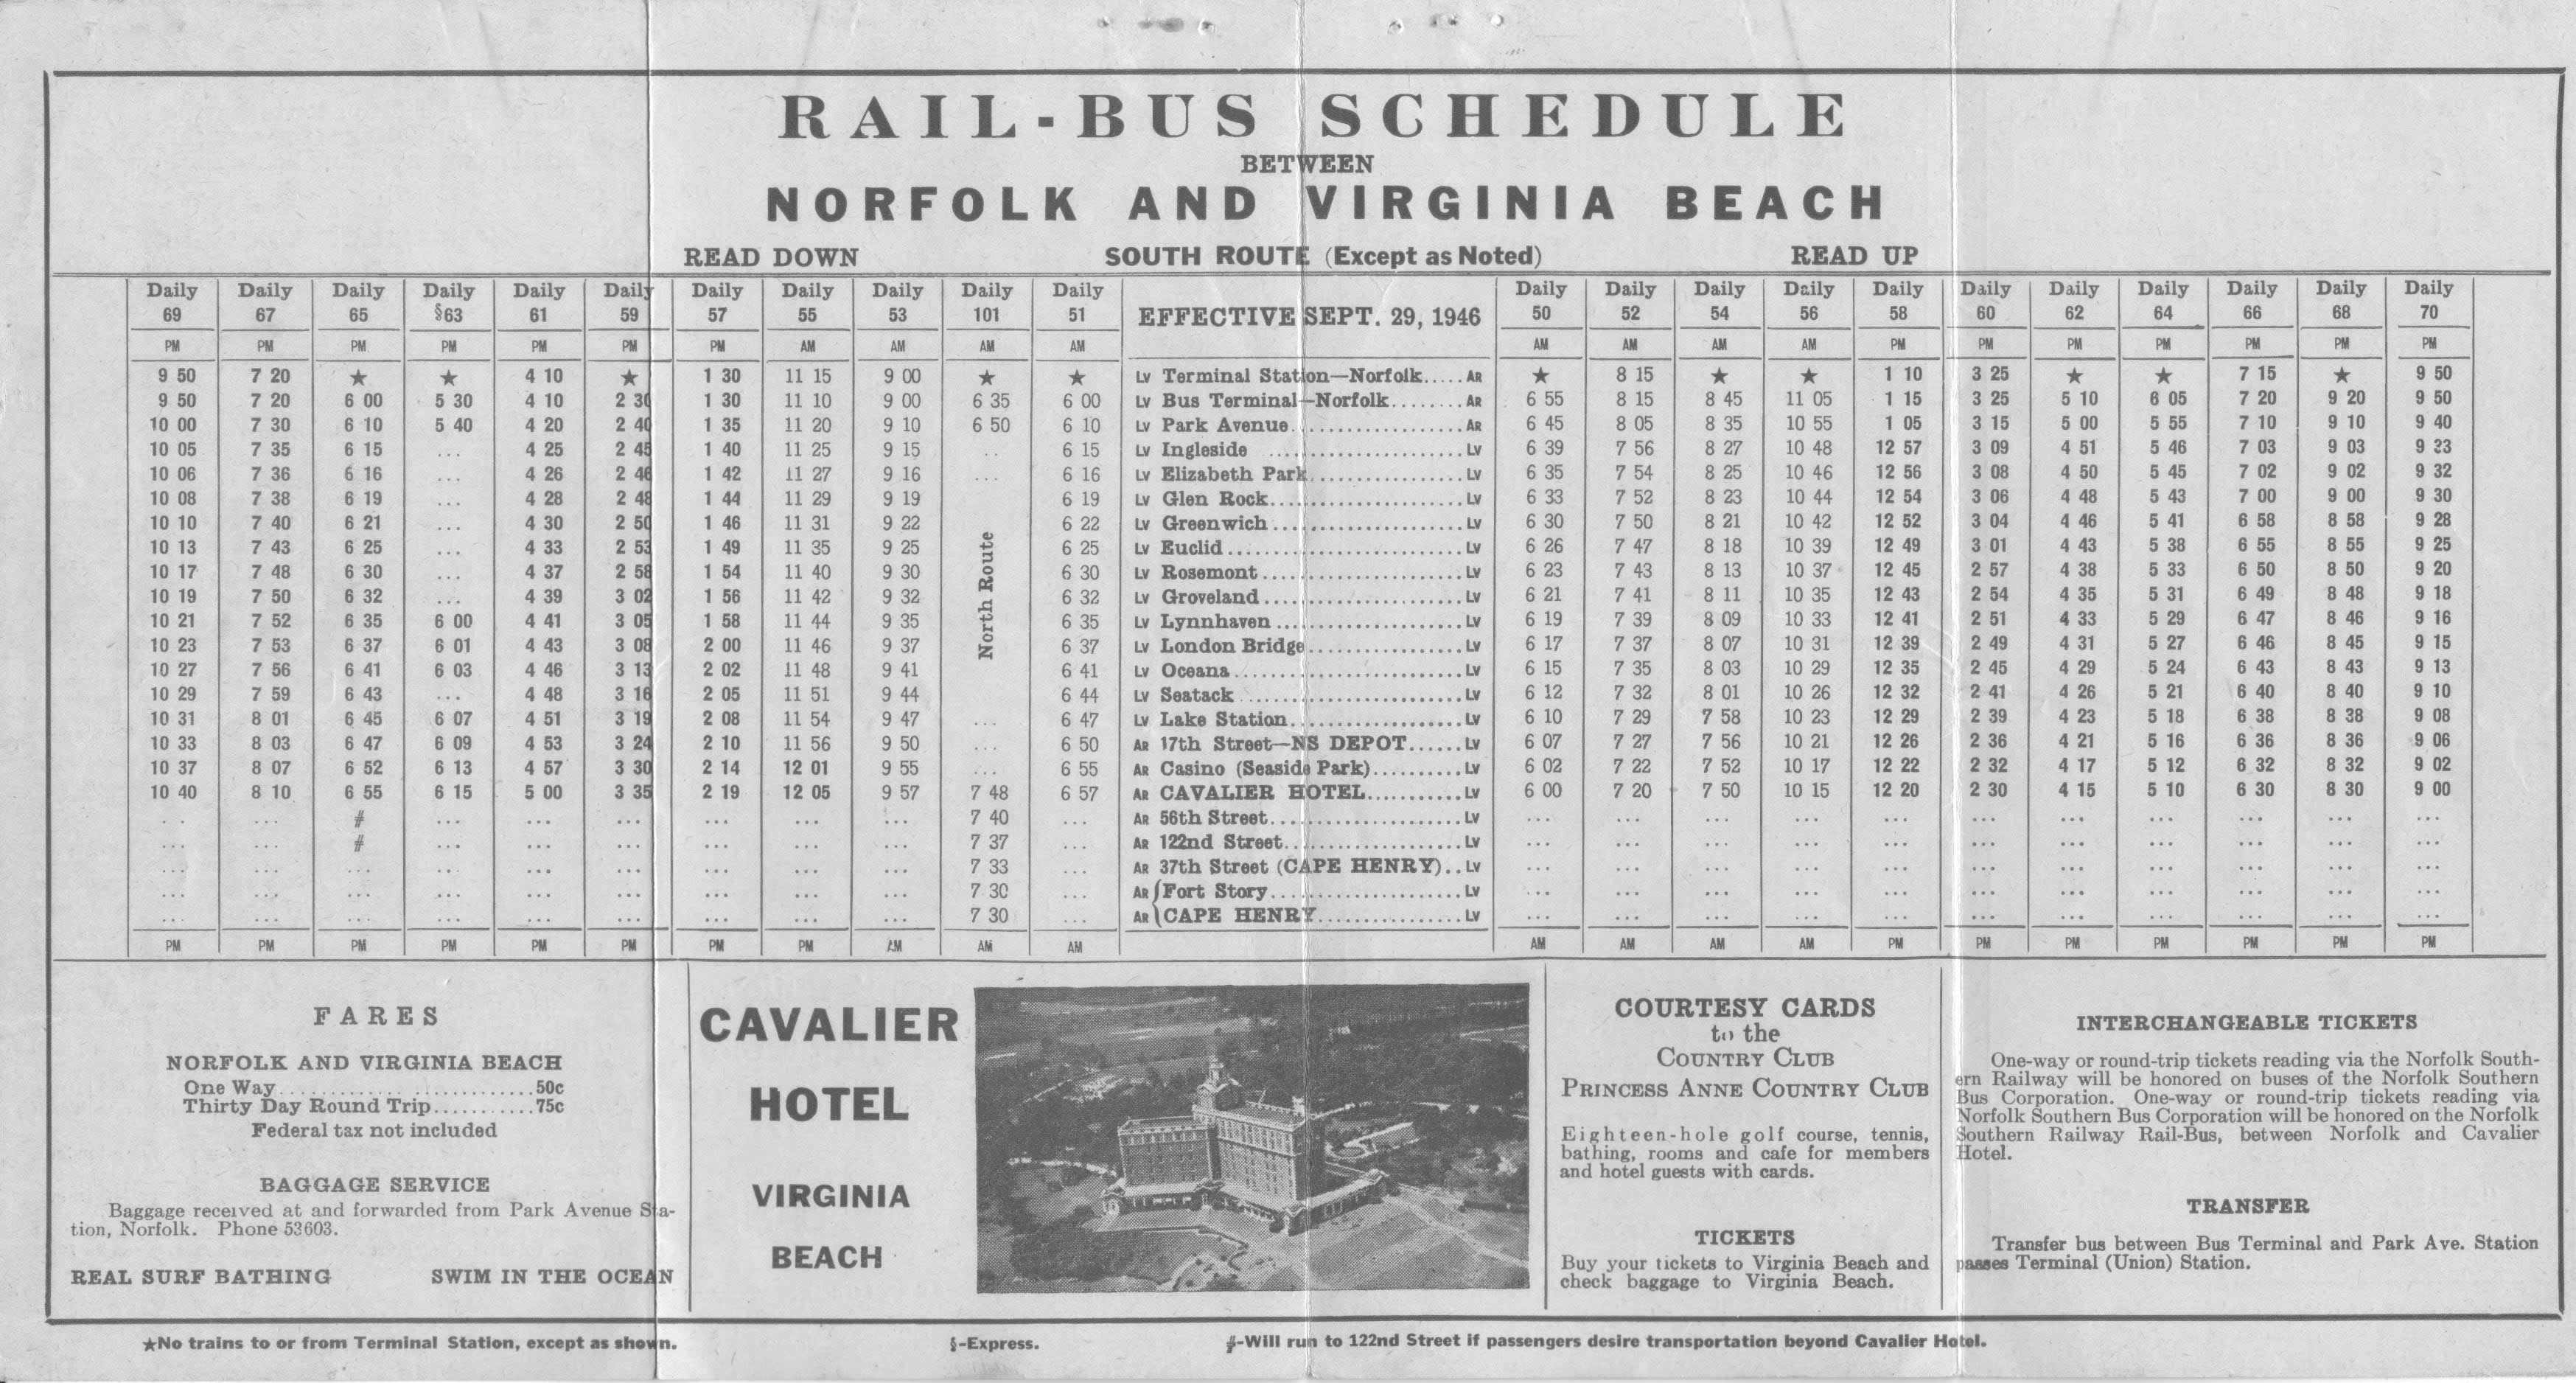 RAIL-BUS SCHEDULE
BETWEEN
NORFOLK AND VIRGINIA BEACH
READ DOWN SOUTH ROUTE (Except as Noted) READ UP
Daily Daily Daily Daily Daily Daily Daily Daily Daily Daily Daily EFFECTIVE SEPT. 29, 1946 Daily Daily Daily Daily Daily Daily Daily Daily Daily Daily Daily
69 67 65 §63 61 59 57 55 53 101 51 50 52 54 56 58 60 62 64 66 68 70
PM PM PM PM PM PM PM AM AM AM AM AM AM AM AM PM PM PM PM PM PM PM
9 50 7 20 ★ ★ 4 10 ★ 1 30 11 15 9 00 ★ ★ Lv Terminal Station—Norfolk..... AR ★ 8 15 ★ ★ 1 10 3 25 ★ ★ 7 15 ★ 9 50
9 50 7 20 6 00 5 30 4 10 2 30 1 30 11 10 9 00 6 35 6 00 Lv Bus Terminal—Norfolk........ AR 6 55 8 15 8 45 11 05 1 15 3 25 5 10 6 05 7 20 9 20 9 50
10 00 7 30 6 10 5 40 4 20 2 40 1 35 11 20 9 10 6 50 6 10 Lv Park Avenue.................... AR 6 45 8 05 8 35 10 55 1 05 3 15 5 00 5 55 7 10 9 10 9 40
10 05 7 35 6 15 ... 4 25 2 45 1 40 11 25 9 15 ... 6 15 Lv Ingleside .................... Lv 6 39 7 56 8 27 10 48 12 57 3 09 4 51 5 46 7 03 9 03 9 33
10 06 7 36 6 16 ... 4 26 2 46 1 42 11 27 9 16 ... 6 16 Lv Elizabeth Park.................... Lv 6 35 7 54 8 25 10 46 12 56 3 08 4 50 5 45 7 02 9 02 9 32
10 08 7 38 6 19 ... 4 28 2 48 1 44 11 29 9 19 6 19 Lv Glen Rock.................... Lv 6 33 7 52 8 23 10 44 12 54 3 06 4 48 5 43 7 00 9 00 9 30
10 10 7 40 6 21 ... 4 30 2 50 1 46 11 31 9 22 6 22 Lv Greenwich.................... Lv 6 30 7 50 8 21 10 42 12 52 3 04 4 46 5 41 6 58 8 58 9 28
10 13 7 43 6 25 ... 4 33 2 53 1 49 11 35 9 25 North Route 6 25 Lv Euclid.................... Lv 6 26 7 47 8 18 10 39 12 49 3 01 4 43 5 38 6 55 8 55 9 25
10 17 7 48 6 30 ... 4 37 2 58 1 54 11 40 9 30 6 30 Lv Rosemont.................... Lv 6 23 7 43 8 13 10 37 12 45 2 57 4 38 5 33 6 50 8 50 9 20
10 19 7 50 6 32 ... 4 39 3 02 1 56 11 42 9 32 6 32 Lv Groveland.................... Lv 6 21 7 41 8 11 10 35 12 43 2 54 4 35 5 31 6 49 8 48 9 18
10 21 7 52 6 35 6 00 4 41 3 05 1 58 11 44 9 35 6 35 Lv Lynnhaven.................... Lv 6 19 7 39 8 09 10 33 12 41 2 51 4 33 5 29 6 47 8 46 9 16
10 23 7 53 6 37 6 01 4 43 3 08 2 00 11 46 9 37 6 37 Lv London Bridge.................... Lv 6 17 7 37 8 07 10 31 12 39 2 49 4 31 5 27 6 46 8 45 9 15
10 27 7 56 6 41 6 03 4 46 3 13 2 02 11 48 9 41 6 41 Lv Oceana.................... Lv 6 15 7 35 8 03 10 29 12 35 2 45 4 29 5 24 6 43 8 43 9 13
10 29 7 59 6 43 ... 4 48 3 16 2 05 11 51 9 44 6 44 Lv Seatack.................... Lv 6 12 7 32 8 01 10 26 12 32 2 41 4 26 5 21 6 40 8 40 9 10
10 31 8 01 6 45 6 07 4 51 3 19 2 08 11 54 9 47 ... 6 47 Lv Lake Station.................... Lv 6 10 7 29 7 58 10 23 12 29 2 39 4 23 5 18 6 38 8 38 9 08
10 33 8 03 6 47 6 09 4 53 3 24 2 10 11 56 9 50 ... 6 50 AR 17th Street—NS DEPOT...... Lv 6 07 7 27 7 56 10 21 12 26 2 36 4 21 5 16 6 36 8 36 9 06
10 37 8 07 6 52 6 13 4 57 3 30 2 14 12 01 9 55 ... 6 55 AR Casino (Seaside Park).......... Lv 6 02 7 22 7 52 10 17 12 22 2 32 4 17 5 12 6 32 8 32 9 02
10 40 8 10 6 55 6 15 5 00 3 35 2 19 12 05 9 57 7 48 6 57 AR CAVALIER HOTEL........... Lv 6 00 7 20 7 50 10 15 12 20 2 30 4 15 5 10 6 30 8 30 9 00
... ... # ... ... ... ... ... ... 7 40 ... AR 56th Street.................... Lv ... ... ... ... ... ... ... ... ... ... ...
... ... # ... ... ... ... ... ... 7 37 ... AR 122nd Street.................... Lv ... ... ... ... ... ... ... ... ... ... ...
... ... ... ... ... ... ... ... ... 7 33 ... AR 37th Street (CAPE HENRY).. Lv ... ... ... ... ... ... ... ... ... ... ...
... ... ... ... ... ... ... ... ... 7 30 ... AR Fort Story.................... Lv ... ... ... ... ... ... ... ... ... ... ...
... ... ... ... ... ... ... ... ... 7 30 ... AR CAPE HENRY.................... Lv ... ... ... ... ... ... ... ... ... ... ...
PM PM PM PM PM PM PM PM AM AM AM AM AM AM AM PM PM PM PM PM PM PM
FARES
NORFOLK AND VIRGINIA BEACH
One Way..............................50c
Thirty Day Round Trip...........75c
Federal tax not included
BAGGAGE SERVICE
Baggage received at and forwarded from Park Avenue Sta-
tion, Norfolk. Phone 53603.
REAL SURF BATHING SWIM IN THE OCEAN
CAVALIER
HOTEL
VIRGINIA
BEACH
COURTESY CARDS
to the
COUNTRY CLUB
PRINCESS ANNE COUNTRY CLUB
Eighteen-hole golf course, tennis,
bathing, rooms and cafe for members
and hotel guests with cards.
TICKETS
Buy your tickets to Virginia Beach and
check baggage to Virginia Beach.
INTERCHANGEABLE TICKETS
One-way or round-trip tickets reading via the Norfolk South-
ern Railway will be honored on buses of the Norfolk Southern
Bus Corporation. One-way or round-trip tickets reading via
Norfolk Southern Bus Corporation will be honored on the Norfolk
Southern Railway Rail-Bus, between Norfolk and Cavalier
Hotel.
TRANSFER
Transfer bus between Bus Terminal and Park Ave. Station
passes Terminal (Union) Station.
★No trains to or from Terminal Station, except as shown. §-Express. #-Will run to 122nd Street if passengers desire transportation beyond Cavalier Hotel.